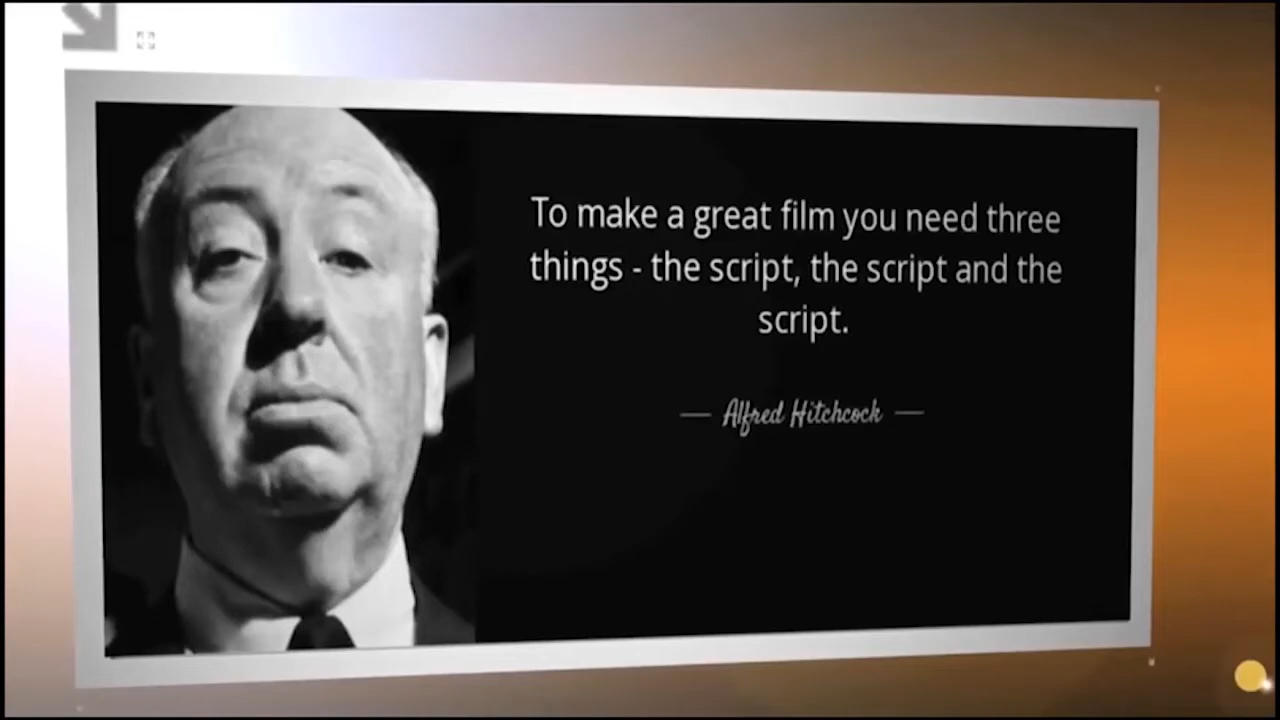 To make a great film you need three
things - the script, the script and the
script.
— Alfred Hitchcock —